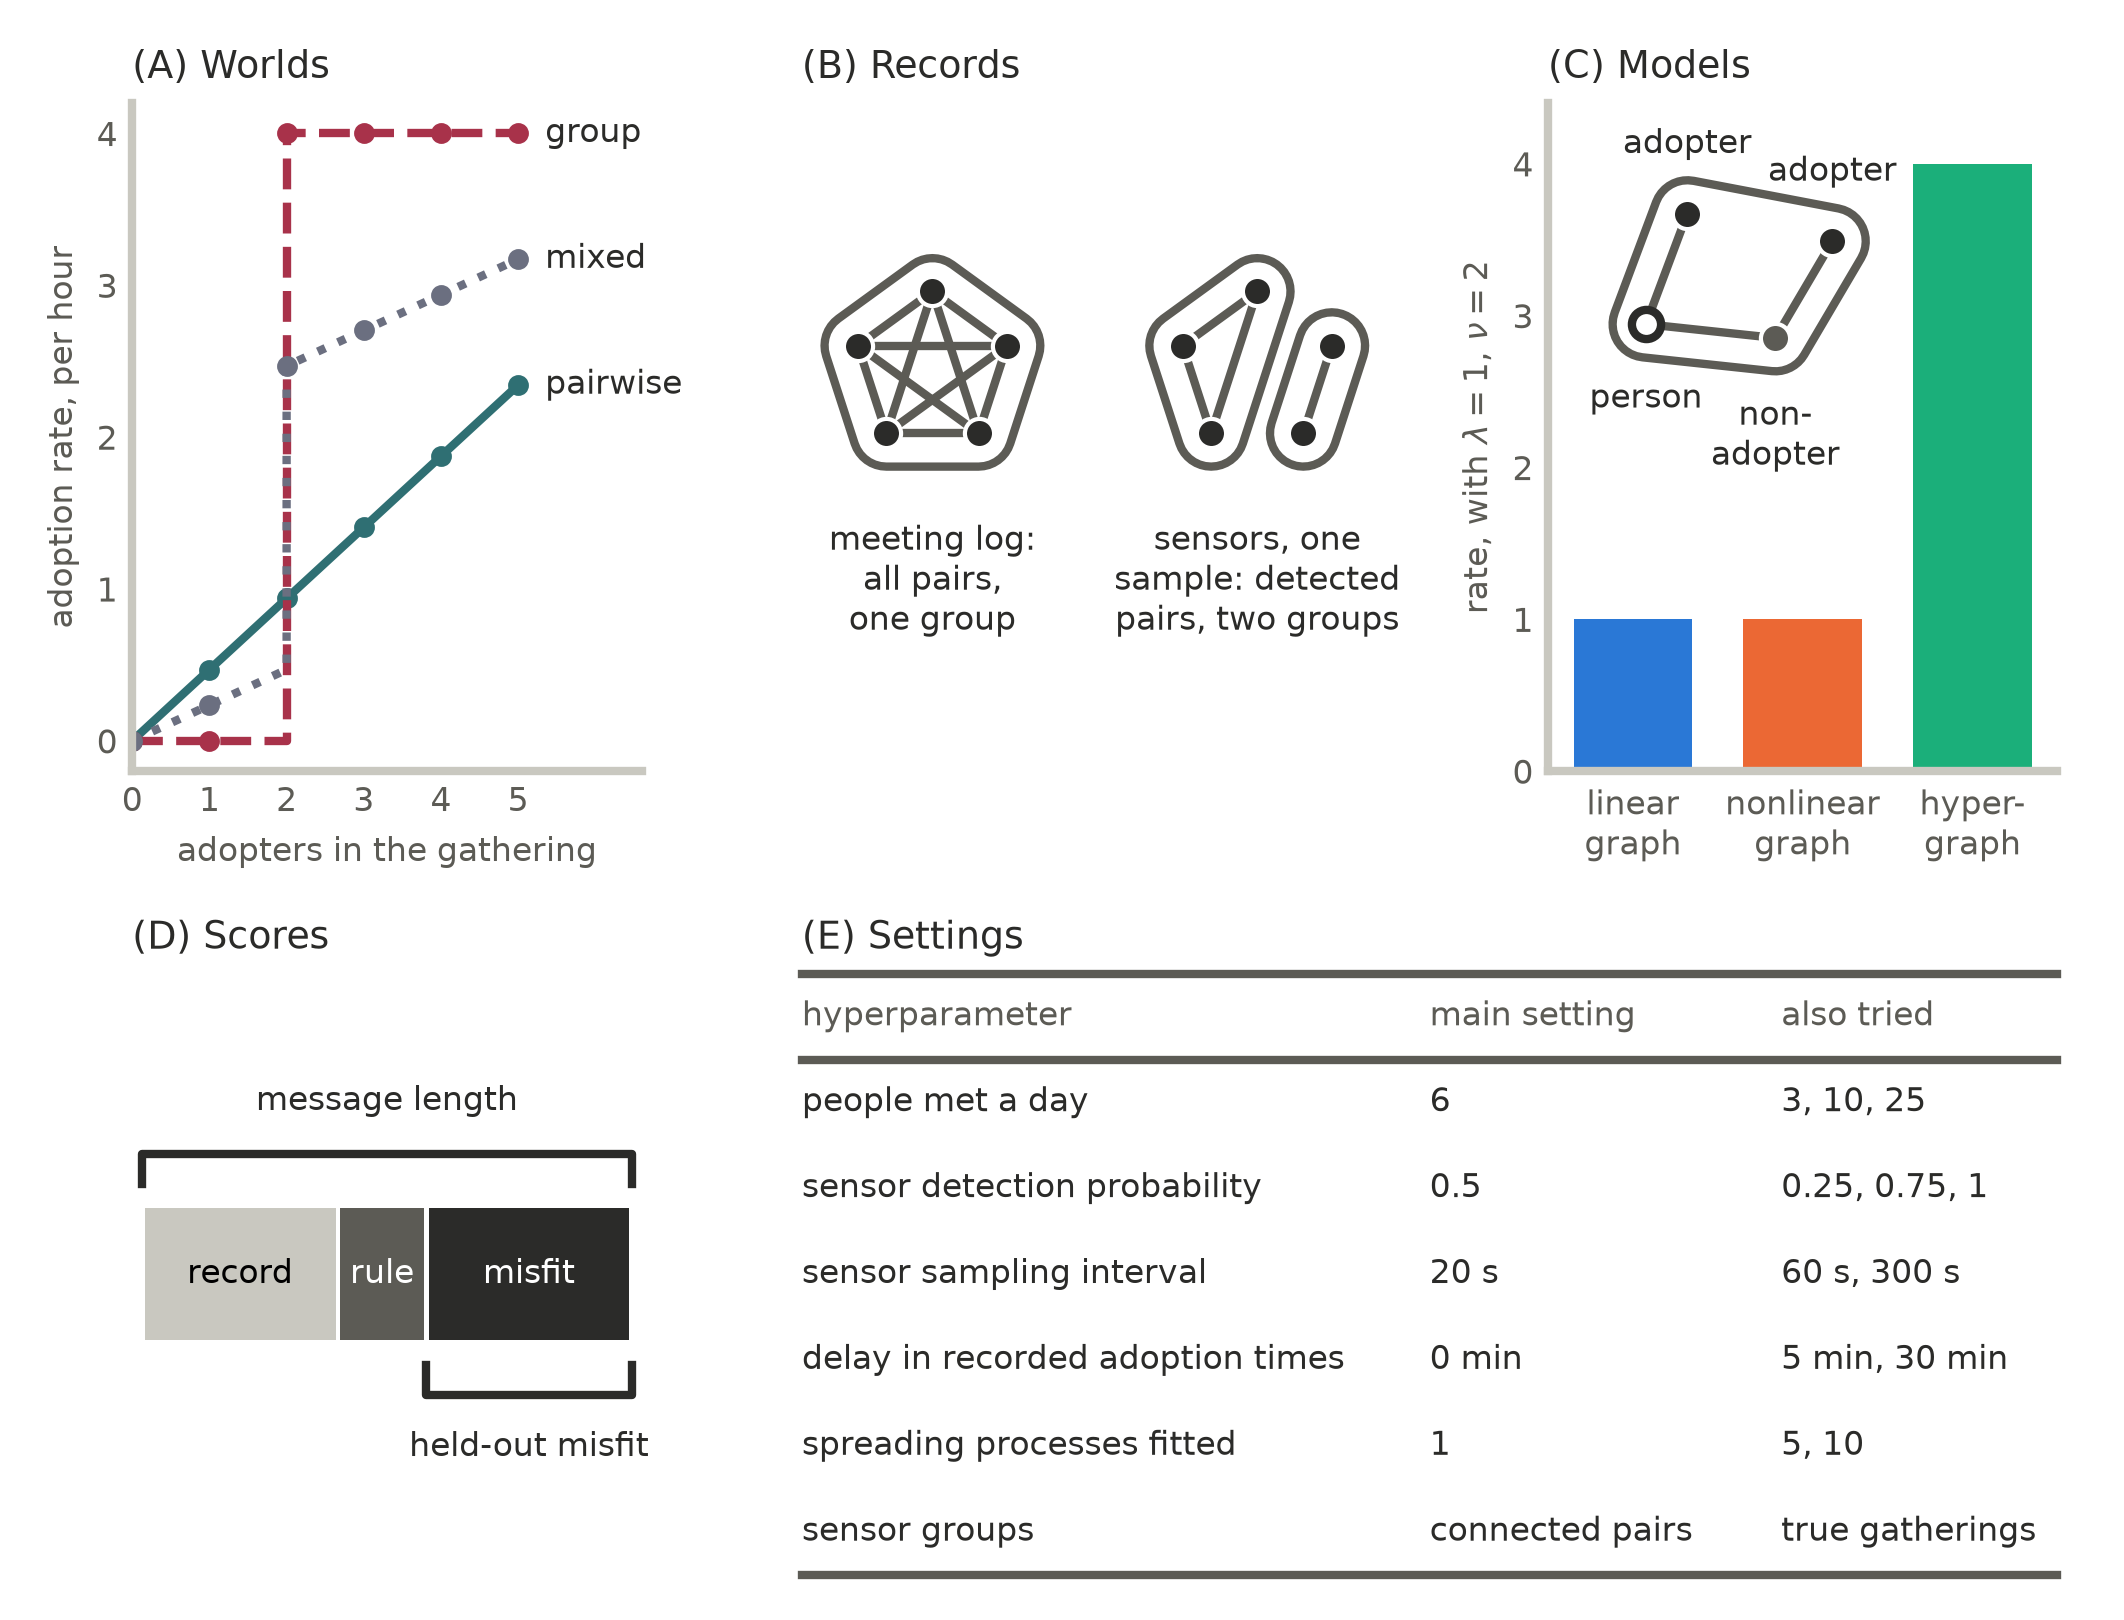 (A) Worlds
4
3
2
1
0
adoption rate, per hour
group
mixed
pairwise
0 1 2 3 4 5
adopters in the gathering
(B) Records
meeting log:
all pairs,
one group
sensors, one
sample: detected
pairs, two groups
(C) Models
4
3
2
1
0
rate, with λ = 1, ν = 2
adopter
adopter
person
non-
adopter
linear
graph
nonlinear
graph
hyper-
graph
(D) Scores
message length
record rule misfit
held-out misfit
(E) Settings
hyperparameter main setting also tried
people met a day 6 3, 10, 25
sensor detection probability 0.5 0.25, 0.75, 1
sensor sampling interval 20 s 60 s, 300 s
delay in recorded adoption times 0 min 5 min, 30 min
spreading processes fitted 1 5, 10
sensor groups connected pairs true gatherings